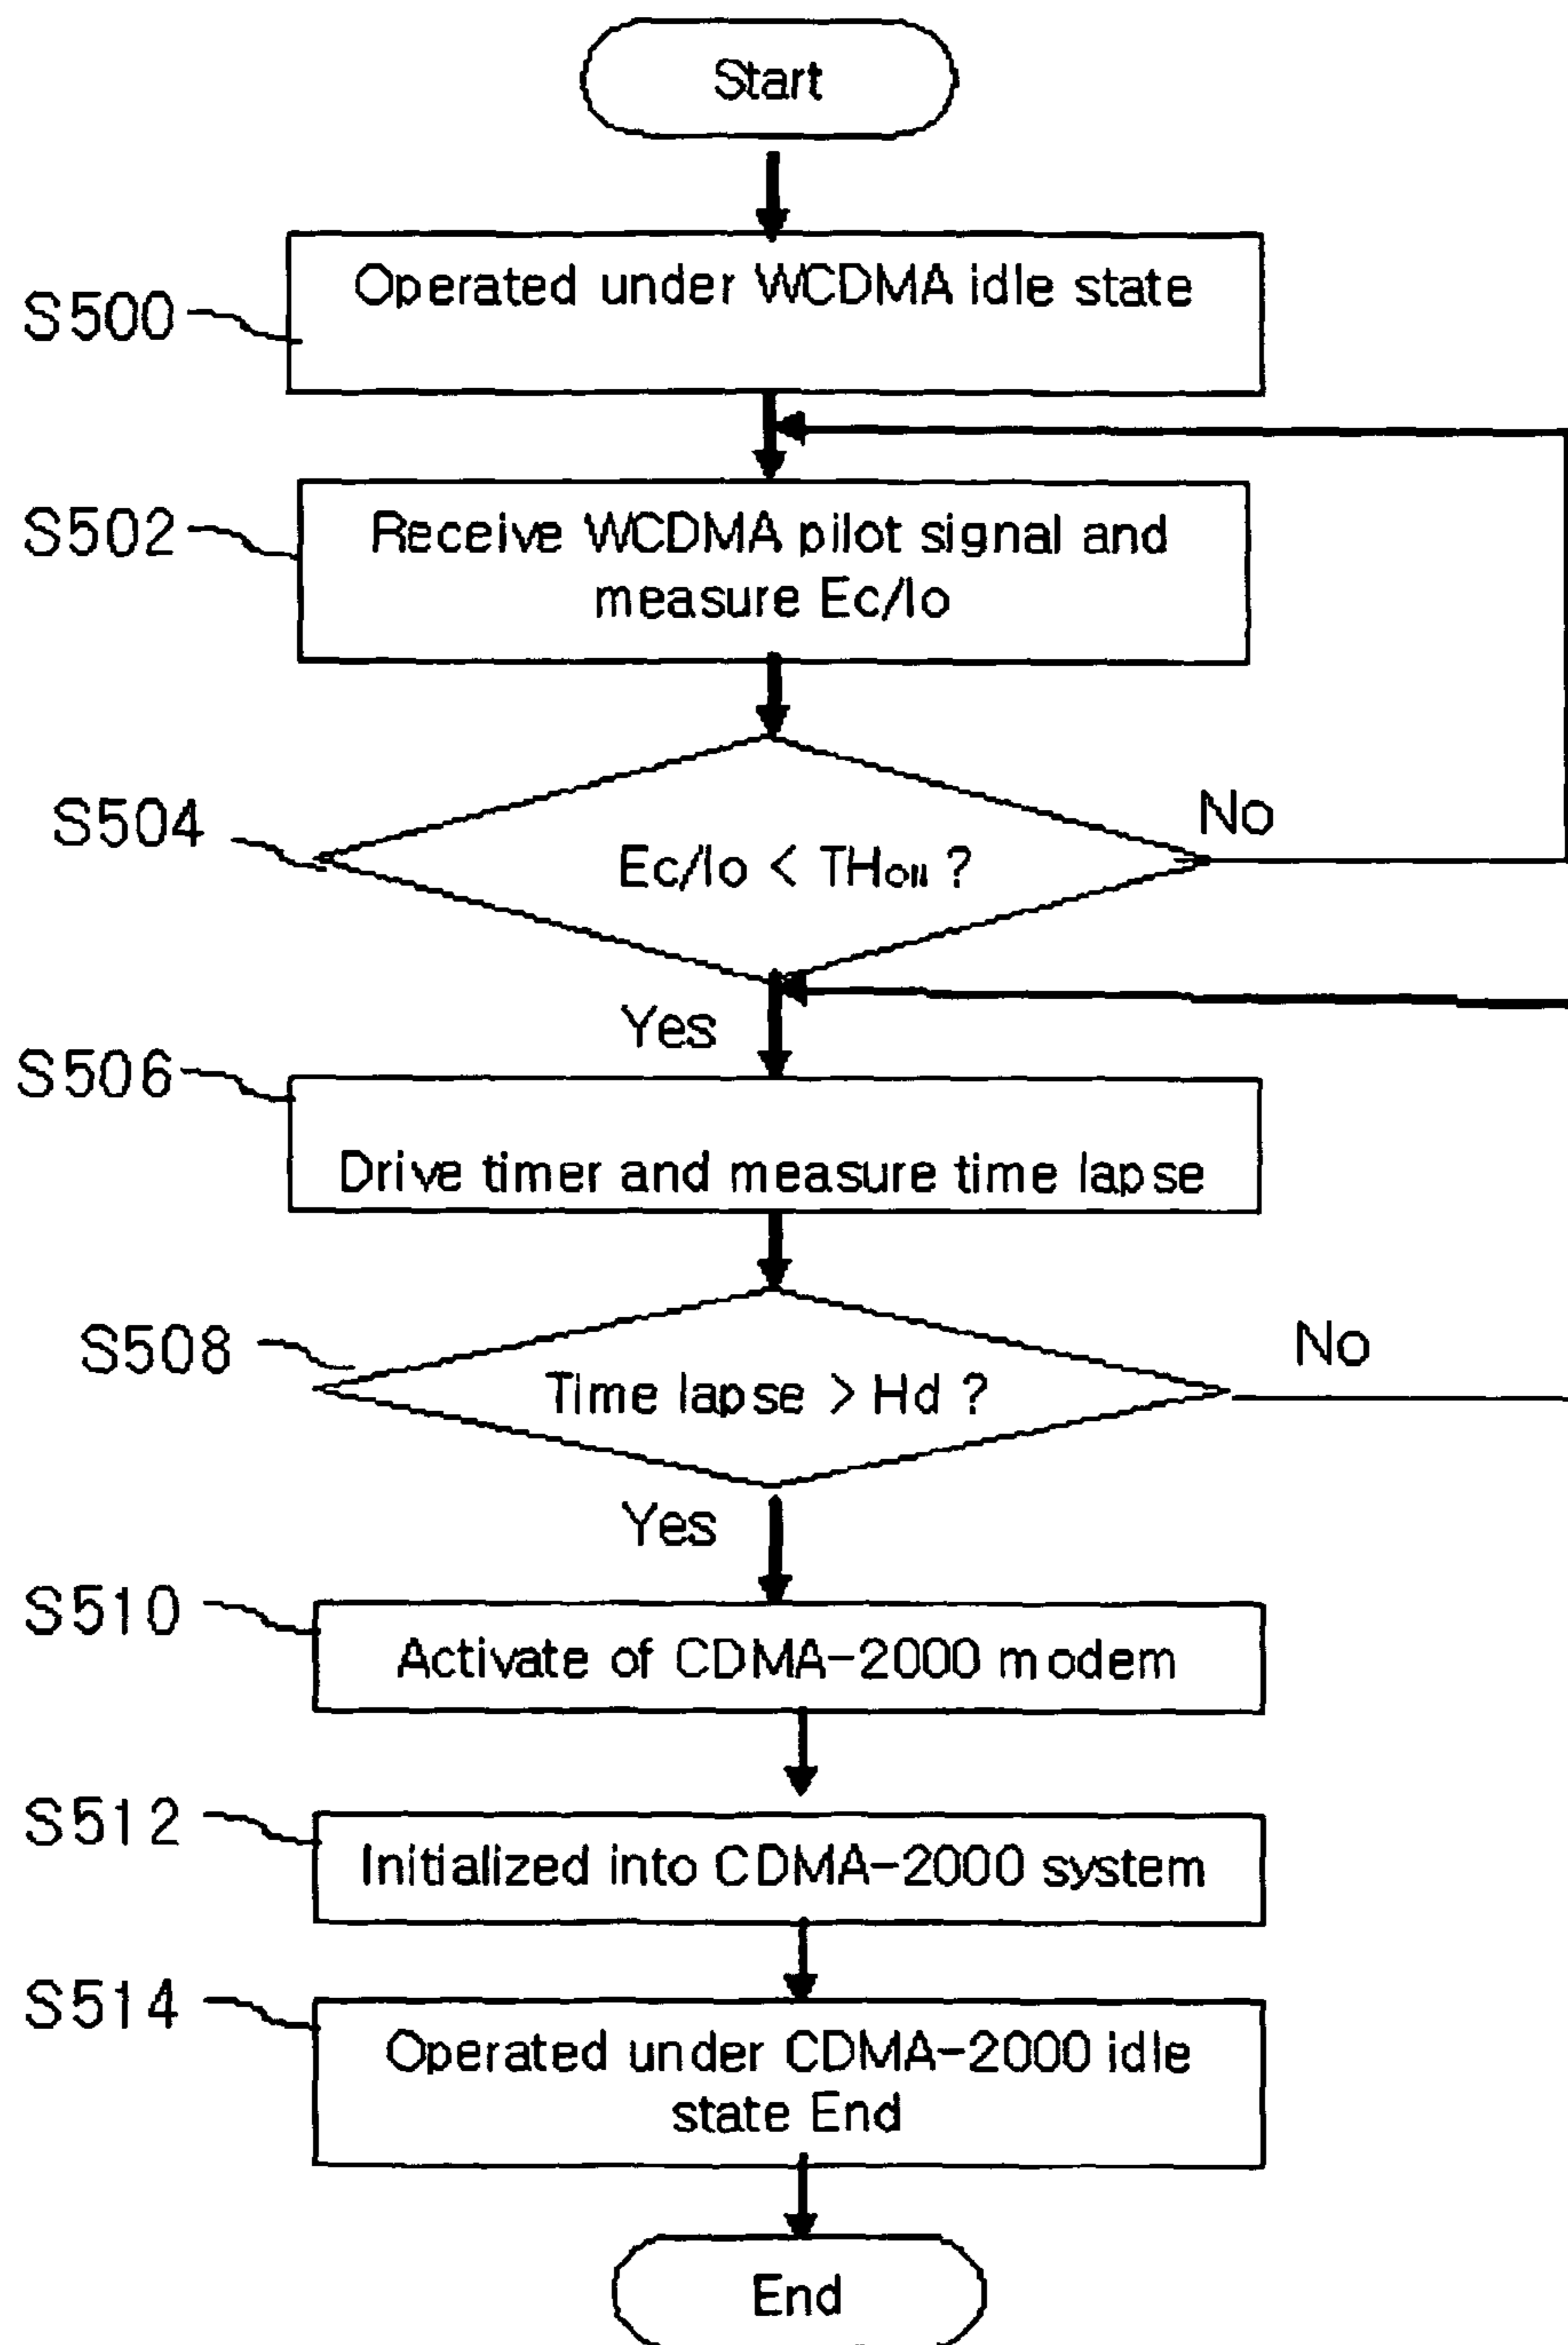 Start
S500
Operated under WCDMA idle state
S502
Receive WCDMA pilot signal and
measure Ec/Io
S504
Ec/Io < THoll ?
No
Yes
S506
Drive timer and measure time lapse
S508
Time lapse > Hd ?
No
Yes
S510
Activate of CDMA-2000 modem
S512
Initialized into CDMA-2000 system
S514
Operated under CDMA-2000 idle
state End
End